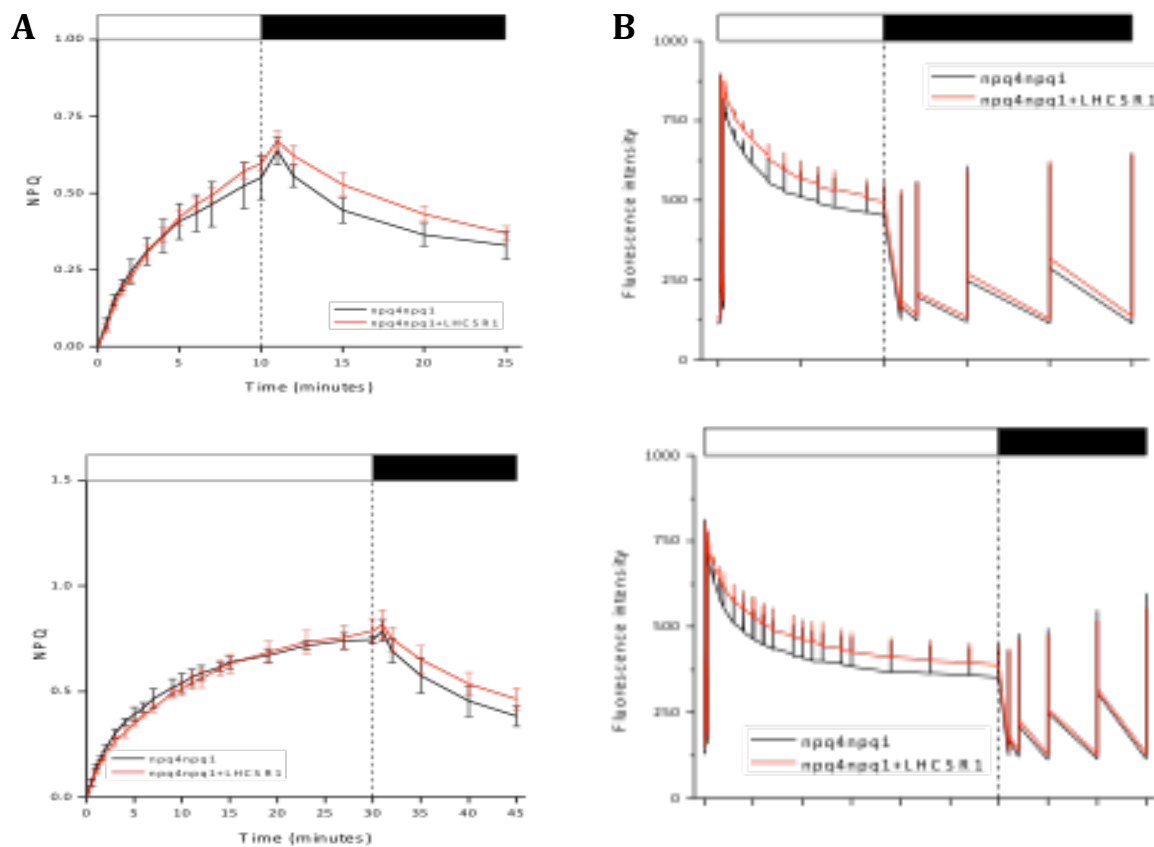 A
1.00
0.75
0.50
0.25
0.00
NPQ
npq4npq1
npq4npq1+LHCSR1
0 5 10 15 20 25
Time (minutes)
B
1000
750
500
250
0
Fluorescence intensity
npq4npq1
npq4npq1+LHCSR1
1.5
1.0
0.5
0.0
NPQ
npq4npq1
npq4npq1+LHCSR1
0 5 10 15 20 25 30 35 40 45
Time (minutes)
1000
750
500
250
0
Fluorescence intensity
npq4npq1
npq4npq1+LHCSR1